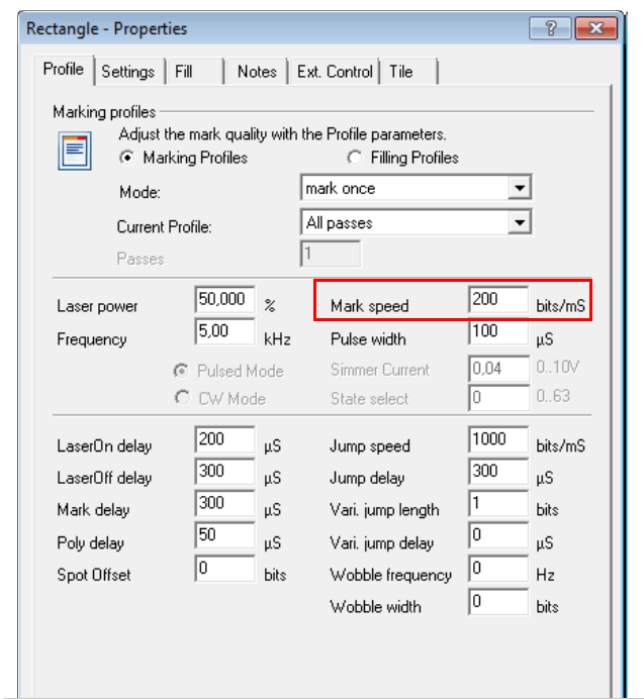 Rectangle - Properties
Profile Settings Fill Notes Ext. Control Tile
Marking profiles
Adjust the mark quality with the Profile parameters.
Marking Profiles Filling Profiles
Mode: mark once
Current Profile: All passes
Passes 1
Laser power 50,000 % Mark speed 200 bits/mS
Frequency 5,00 kHz Pulse width 100 µS
Pulsed Mode Simmer Current 0,04 0..10V
CW Mode State select 0 0..63
LaserOn delay 200 µS Jump speed 1000 bits/mS
LaserOff delay 300 µS Jump delay 300 µS
Mark delay 300 µS Vari. jump length 1 bits
Poly delay 50 µS Vari. jump delay 0 µS
Spot Offset 0 bits Wobble frequency 0 Hz
Wobble width 0 bits